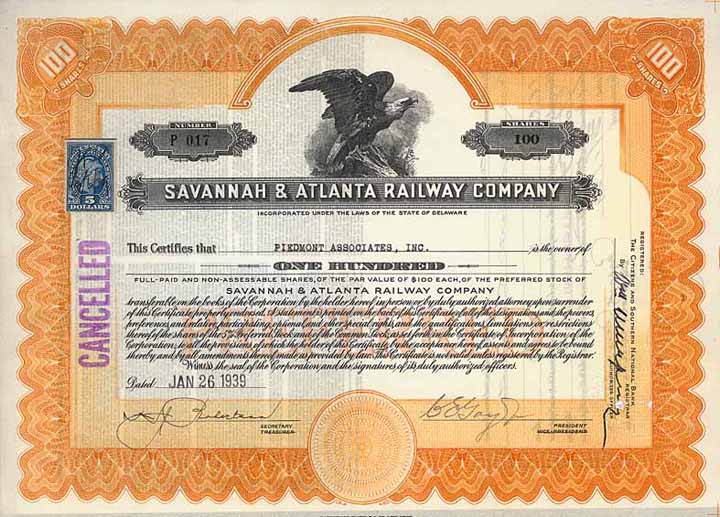 100 SHARES
100 SHARES
NUMBER
P 017
SHARES
100
5
DOLLARS
SAVANNAH & ATLANTA RAILWAY COMPANY
INCORPORATED UNDER THE LAWS OF THE STATE OF DELAWARE
This Certifies that PIEDMONT ASSOCIATES, INC. is the owner of
ONE HUNDRED
FULL-PAID AND NON-ASSESSABLE SHARES, OF THE PAR VALUE OF $100 EACH, OF THE PREFERRED STOCK OF
SAVANNAH & ATLANTA RAILWAY COMPANY
transferable on the books of the Corporation by the holder hereof in person or by duly authorized attorney upon surrender
of this Certificate properly endorsed. A statement is printed on the back of this Certificate of all of the designations and the powers,
preferences, and relative, participating, optional, and other special rights, and the qualifications, limitations or restrictions
thereof of the shares of the 5% Preferred Stock and of the Common Stock, as set forth in the Certificate of Incorporation of the
Corporation, to all the provisions of which the holder of this Certificate, by the acceptance hereof, assents and agrees to be bound
thereby and by all amendments thereof made as provided by law. This Certificate is not valid unless registered by the Registrar.
Witness the seal of the Corporation and the signatures of its duly authorized officers.
Dated JAN 26 1939
SECRETARY
TREASURER
PRESIDENT
VICE-PRESIDENT
CANCELLED
REGISTERED:
THE CITIZENS AND SOUTHERN NATIONAL BANK
REGISTRAR
By
AUTHORIZED OFFICER